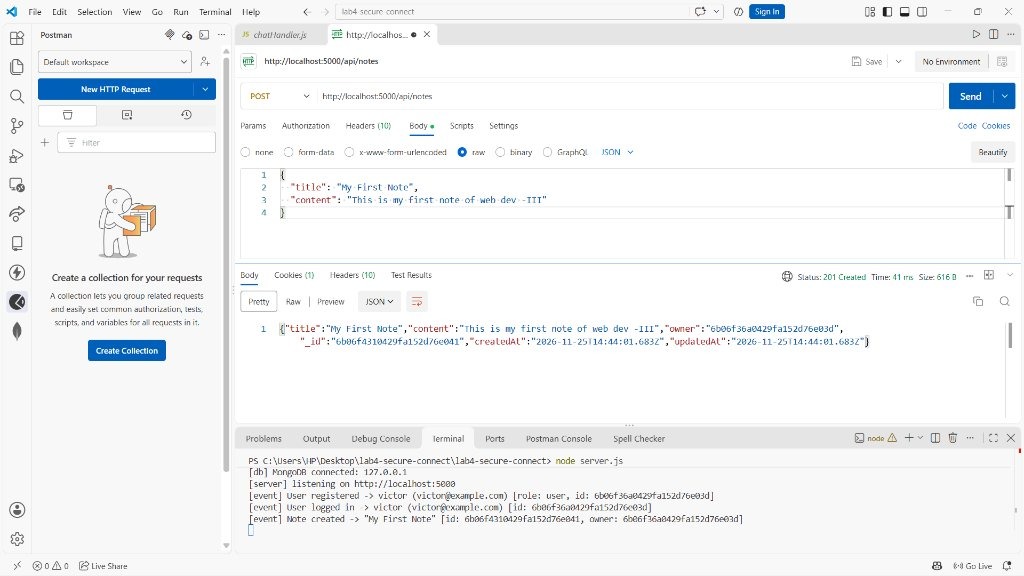 File Edit Selection View Go Run Terminal Help
lab4-secure-connect
Sign In
Postman
JS chatHandler.js
HTTP http://localhos...
Default workspace
HTTP http://localhost:5000/api/notes
Save
No Environment
New HTTP Request
POST
http://localhost:5000/api/notes
Send
Filter
Params Authorization Headers (10) Body Scripts Settings
Code Cookies
none form-data x-www-form-urlencoded raw binary GraphQL JSON
Beautify
1 {
2 "title": "My First Note",
3 "content": "This is my first note of web dev -III"
4 }
Create a collection for your requests
A collection lets you group related requests
and easily set common authorization, tests,
scripts, and variables for all requests in it.
Create Collection
Body Cookies (1) Headers (10) Test Results
Status: 201 Created Time: 41 ms Size: 616 B
Pretty Raw Preview JSON
1 {"title":"My First Note","content":"This is my first note of web dev -III","owner":"6b06f36a0429fa152d76e03d",
"_id":"6b06f4310429fa152d76e041","createdAt":"2026-11-25T14:44:01.683Z","updatedAt":"2026-11-25T14:44:01.683Z"}
Problems Output Debug Console Terminal Ports Postman Console Spell Checker
node
PS C:\Users\HP\Desktop\lab4-secure-connect\lab4-secure-connect> node server.js
[db] MongoDB connected: 127.0.0.1
[server] listening on http://localhost:5000
[event] User registered -> victor (victor@example.com) [role: user, id: 6b06f36a0429fa152d76e03d]
[event] User logged in -> victor (victor@example.com) [id: 6b06f36a0429fa152d76e03d]
[event] Note created -> "My First Note" [id: 6b06f4310429fa152d76e041, owner: 6b06f36a0429fa152d76e03d]
0 0 Live Share
Go Live